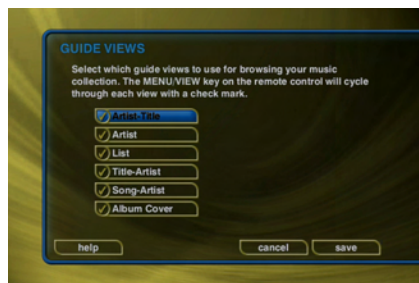 GUIDE VIEWS
Select which guide views to use for browsing your music
collection. The MENU/VIEW key on the remote control will cycle
through each view with a check mark.
Artist-Title
Artist
List
Title-Artist
Song-Artist
Album Cover
help cancel save